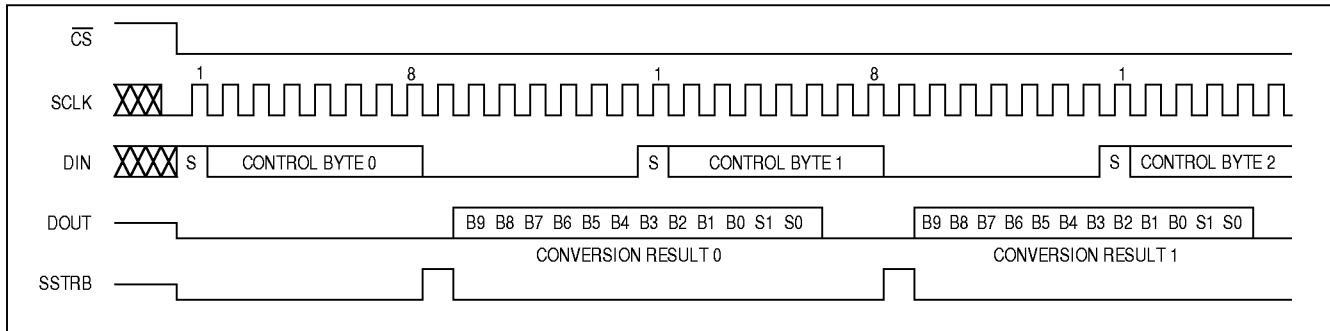 CS
1 8 1 8 1
SCLK
DIN S CONTROL BYTE 0 S CONTROL BYTE 1 S CONTROL BYTE 2
DOUT B9 B8 B7 B6 B5 B4 B3 B2 B1 B0 S1 S0 B9 B8 B7 B6 B5 B4 B3 B2 B1 B0 S1 S0
CONVERSION RESULT 0 CONVERSION RESULT 1
SSTRB